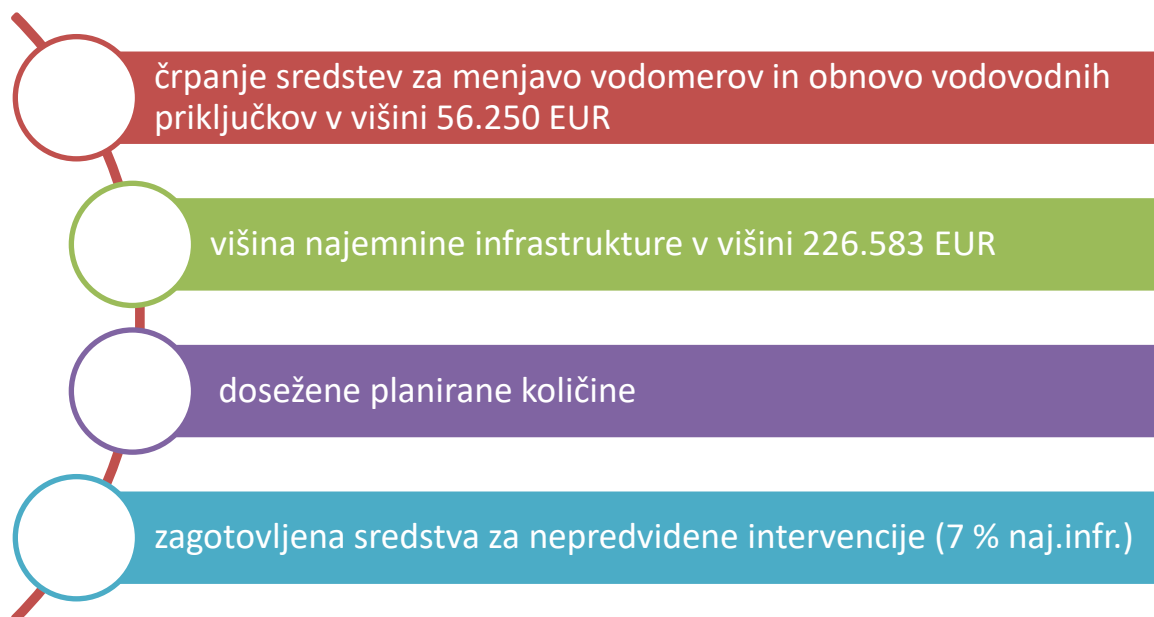 črpanje sredstev za menjavo vodomerov in obnovo vodovodnih
priključkov v višini 56.250 EUR
višina najemnine infrastrukture v višini 226.583 EUR
dosežene planirane količine
zagotovljena sredstva za nepredvidene intervencije (7 % naj.infr.)